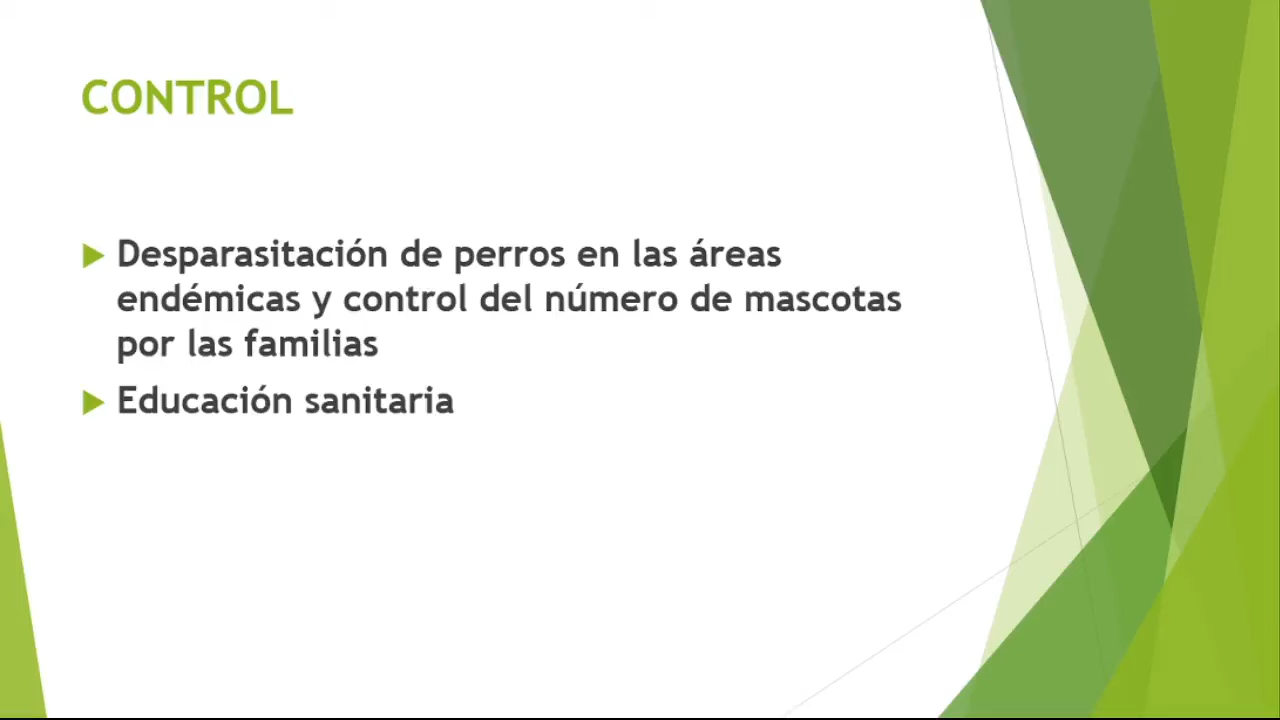 CONTROL
Desparasitación de perros en las áreas
endémicas y control del número de mascotas
por las familias
Educación sanitaria